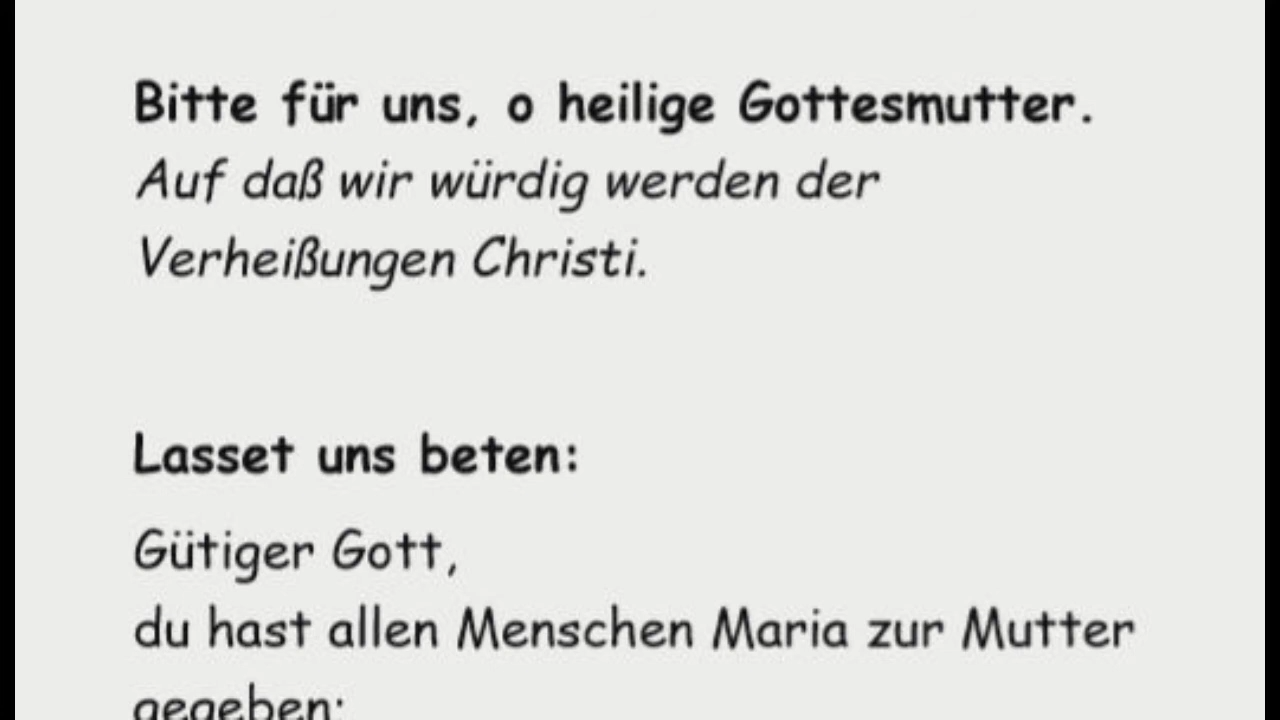 Bitte für uns, o heilige Gottesmutter.
Auf daß wir würdig werden der
Verheißungen Christi.
Lasset uns beten:
Gütiger Gott,
du hast allen Menschen Maria zur Mutter
gegeben;